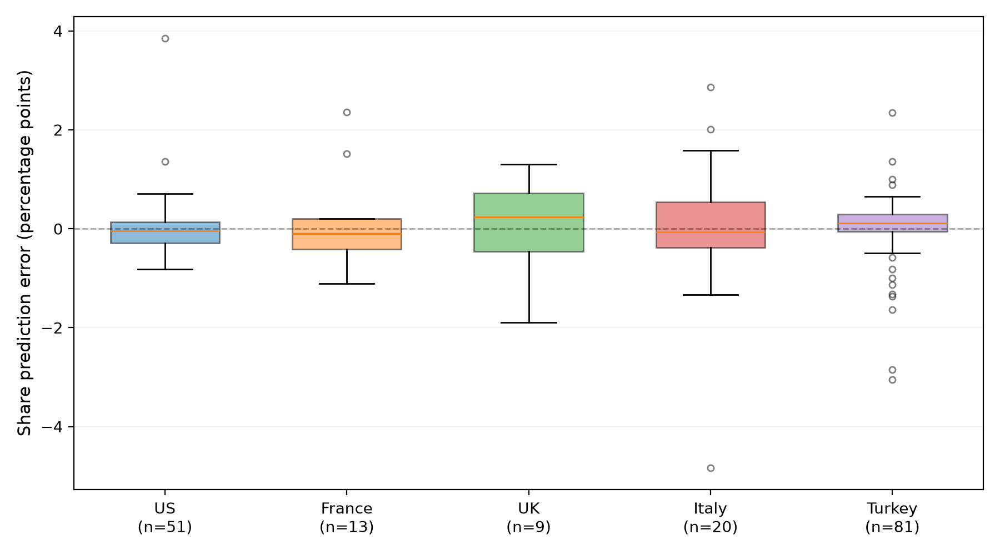 Share prediction error (percentage points)
4
2
0
−2
−4
US
(n=51)
France
(n=13)
UK
(n=9)
Italy
(n=20)
Turkey
(n=81)